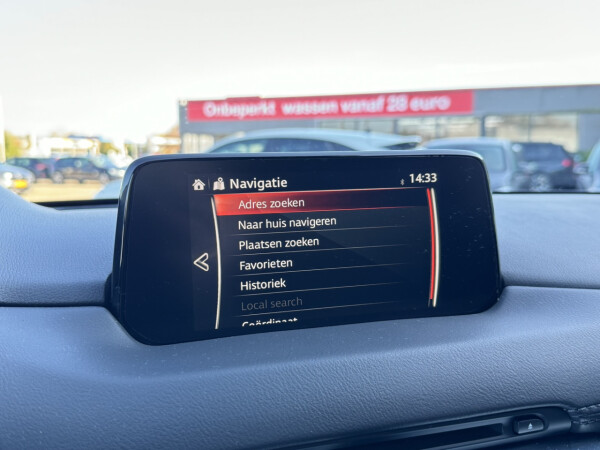 Onbeperkt wassen vanaf 28 euro
Navigatie 14:33
Adres zoeken
Naar huis navigeren
Plaatsen zoeken
Favorieten
Historiek
Local search
Coördinaat